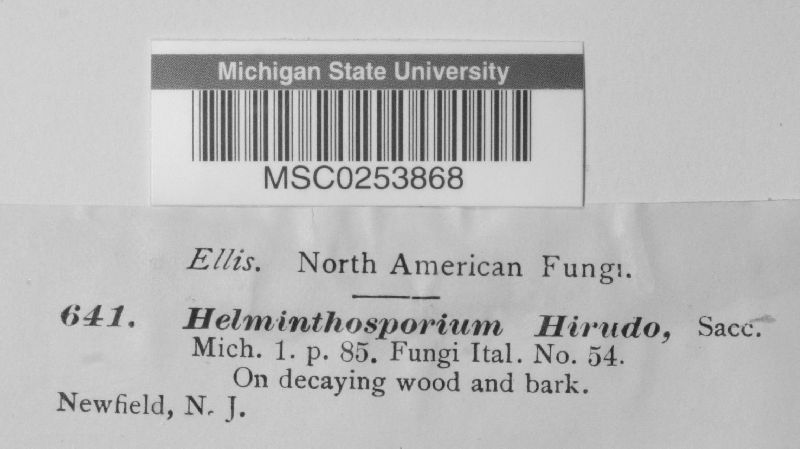 Michigan State University
MSC0253868
Ellis. North American Fungi.
641. Helminthosporium Hirudo, Sacc.
Mich. 1. p. 85. Fungi Ital. No. 54.
On decaying wood and bark.
Newfield, N. J.